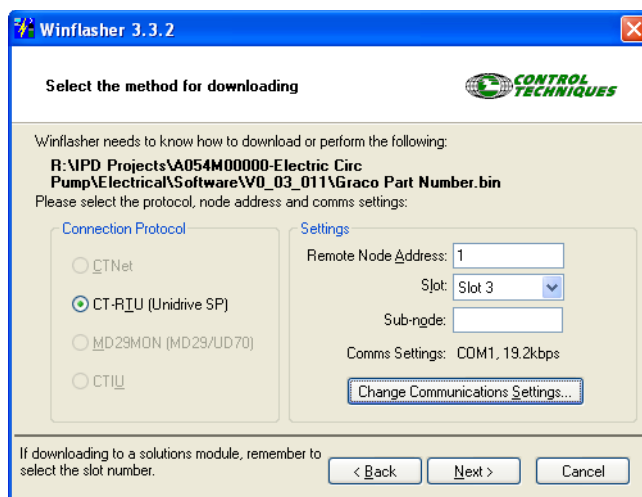 Winflasher 3.3.2
Select the method for downloading
CONTROL
TECHNIQUES
Winflasher needs to know how to download or perform the following:
R:\IPD Projects\A054M00000-Electric Circ
Pump\Electrical\Software\V0_03_011\Graco Part Number.bin
Please select the protocol, node address and comms settings:
Connection Protocol
CTNet
CT-RTU (Unidrive SP)
MD29MON (MD29/UD70)
CTIU
Settings
Remote Node Address: 1
Slot: Slot 3
Sub-node:
Comms Settings: COM1, 19.2kbps
Change Communications Settings...
If downloading to a solutions module, remember to
select the slot number.
< Back
Next >
Cancel